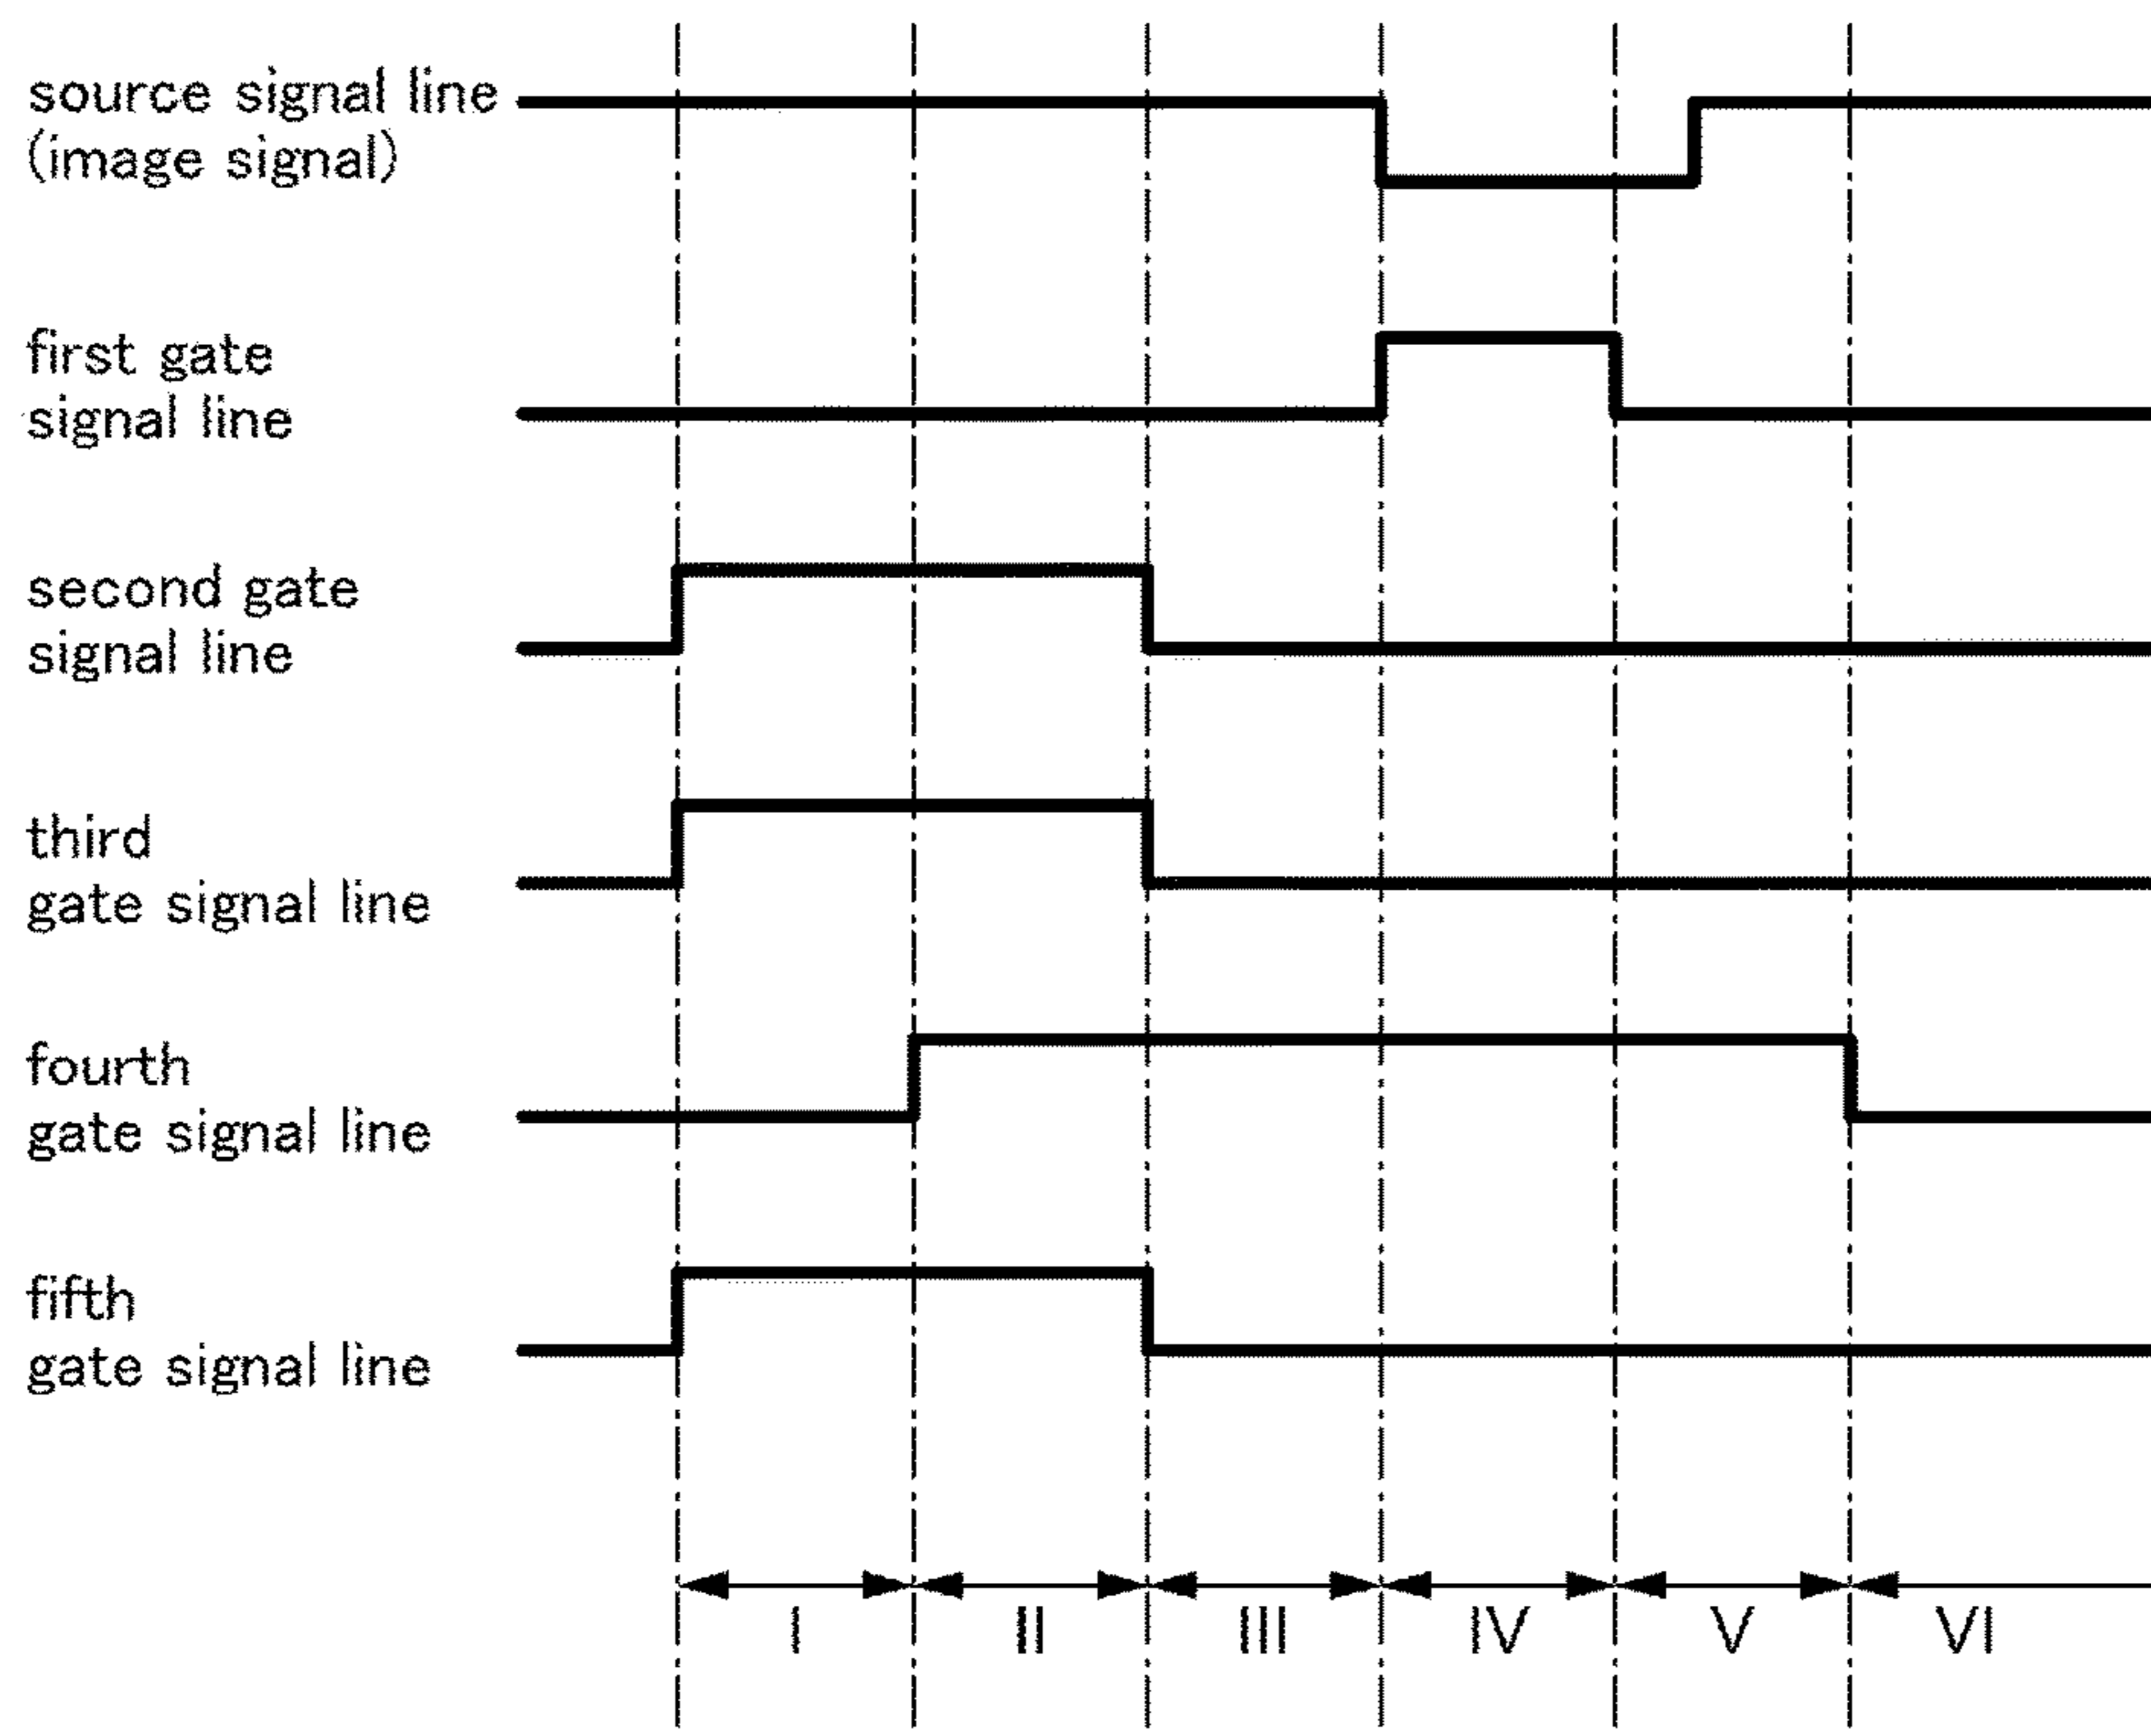 source signal line
(image signal)
first gate
signal line
second gate
signal line
third
gate signal line
fourth
gate signal line
fifth
gate signal line
I II III IV V VI